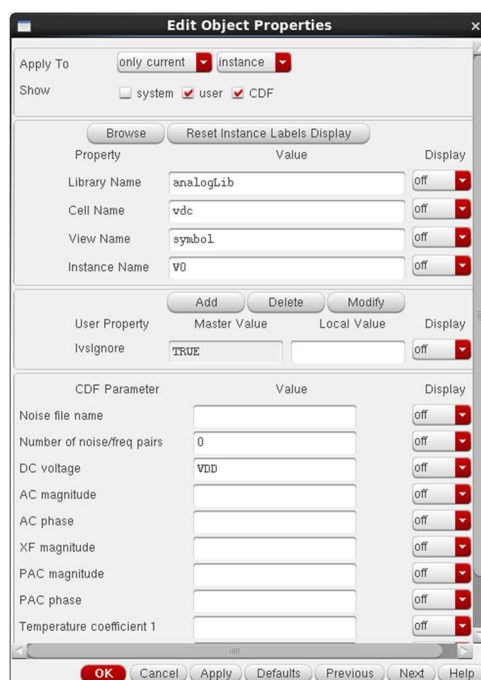 Edit Object Properties
Apply To only current instance
Show system user CDF
Browse Reset Instance Labels Display
Property Value Display
Library Name analogLib off
Cell Name vdc off
View Name symbol off
Instance Name V0 off
Add Delete Modify
User Property Master Value Local Value Display
lvsIgnore TRUE off
CDF Parameter Value Display
Noise file name off
Number of noise/freq pairs 0 off
DC voltage VDD off
AC magnitude off
AC phase off
XF magnitude off
PAC magnitude off
PAC phase off
Temperature coefficient 1 off
OK Cancel Apply Defaults Previous Next Help